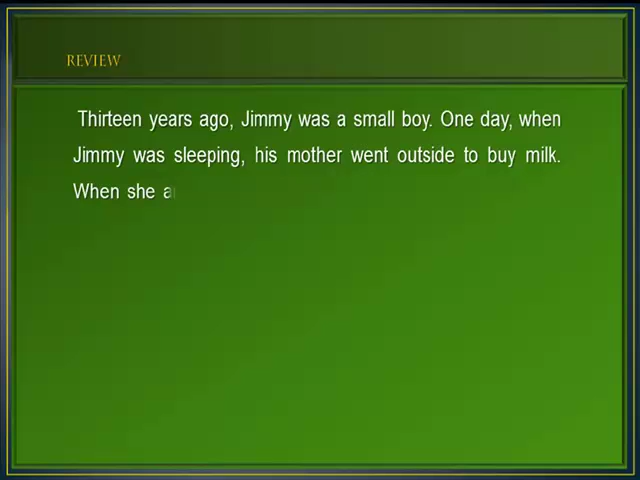 REVIEW
Thirteen years ago, Jimmy was a small boy. One day, when
Jimmy was sleeping, his mother went outside to buy milk.
When she